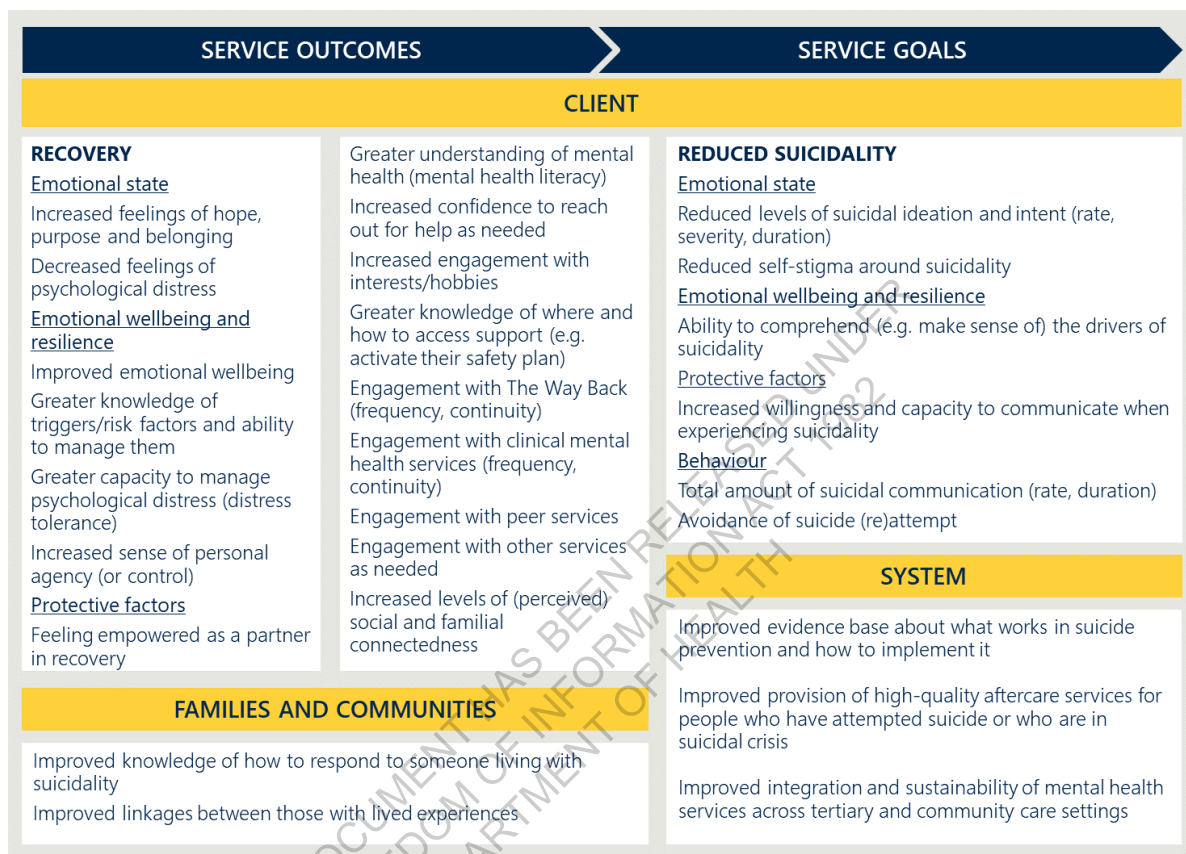 SERVICE OUTCOMES
SERVICE GOALS
CLIENT
RECOVERY
Emotional state
Increased feelings of hope,
purpose and belonging
Decreased feelings of
psychological distress
Emotional wellbeing and
resilience
Improved emotional wellbeing
Greater knowledge of
triggers/risk factors and ability
to manage them
Greater capacity to manage
psychological distress (distress
tolerance)
Increased sense of personal
agency (or control)
Protective factors
Feeling empowered as a partner
in recovery
Greater understanding of mental
health (mental health literacy)
Increased confidence to reach
out for help as needed
Increased engagement with
interests/hobbies
Greater knowledge of where and
how to access support (e.g.
activate their safety plan)
Engagement with The Way Back
(frequency, continuity)
Engagement with clinical mental
health services (frequency,
continuity)
Engagement with peer services
Engagement with other services
as needed
Increased levels of (perceived)
social and familial
connectedness
REDUCED SUICIDALITY
Emotional state
Reduced levels of suicidal ideation and intent (rate,
severity, duration)
Reduced self-stigma around suicidality
Emotional wellbeing and resilience
Ability to comprehend (e.g. make sense of) the drivers of
suicidality
Protective factors
Increased willingness and capacity to communicate when
experiencing suicidality
Behaviour
Total amount of suicidal communication (rate, duration)
Avoidance of suicide (re)attempt
FAMILIES AND COMMUNITIES
Improved knowledge of how to respond to someone living with
suicidality
Improved linkages between those with lived experiences
SYSTEM
Improved evidence base about what works in suicide
prevention and how to implement it
Improved provision of high-quality aftercare services for
people who have attempted suicide or who are in
suicidal crisis
Improved integration and sustainability of mental health
services across tertiary and community care settings
HAS BEEN RELEASED UNDER
OF INFORMATION ACT 1982
OF HEALTH